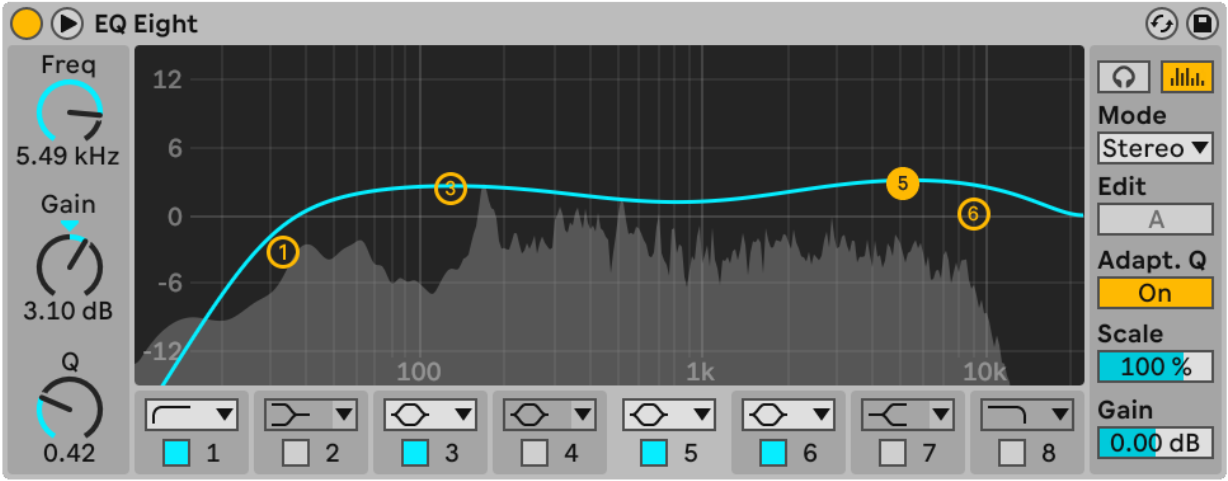 EQ Eight
Freq
5.49 kHz
Gain
3.10 dB
Q
0.42
12
6
0
-6
-12
100
1k
10k
1
3
5
6
1
2
3
4
5
6
7
8
Mode
Stereo
Edit
A
Adapt. Q
On
Scale
100 %
Gain
0.00 dB